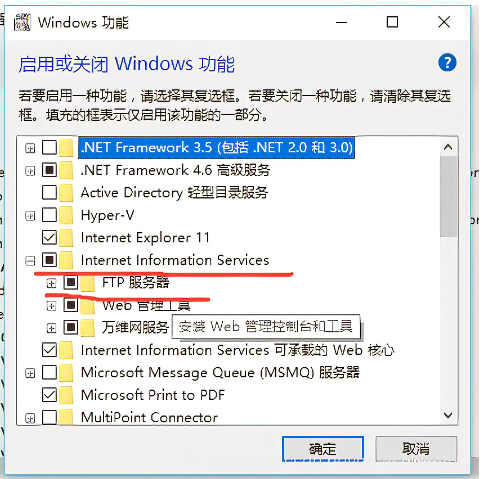 Windows 功能
启用或关闭 Windows 功能
若要启用一种功能，请选择其复选框。若要关闭一种功能，请清除其复选
框。填充的框表示仅启用该功能的一部分。
.NET Framework 3.5 (包括 .NET 2.0 和 3.0)
.NET Framework 4.6 高级服务
Active Directory 轻型目录服务
Hyper-V
Internet Explorer 11
Internet Information Services
FTP 服务器
Web 管理工具
万维网服务
安装 Web 管理控制台和工具
Internet Information Services 可承载的 Web 核心
Microsoft Message Queue (MSMQ) 服务器
Microsoft Print to PDF
MultiPoint Connector
确定
取消